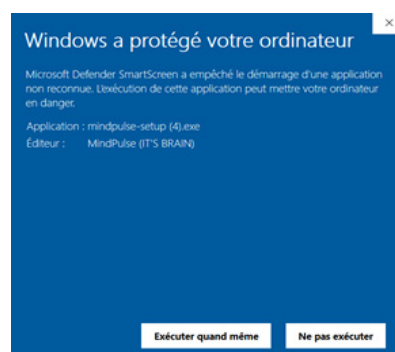 Windows a protégé votre ordinateur
Microsoft Defender SmartScreen a empêché le démarrage d'une application
non reconnue. L'exécution de cette application peut mettre votre ordinateur
en danger.
Application : mindpulse-setup (4).exe
Éditeur : MindPulse (IT'S BRAIN)
Exécuter quand même Ne pas exécuter